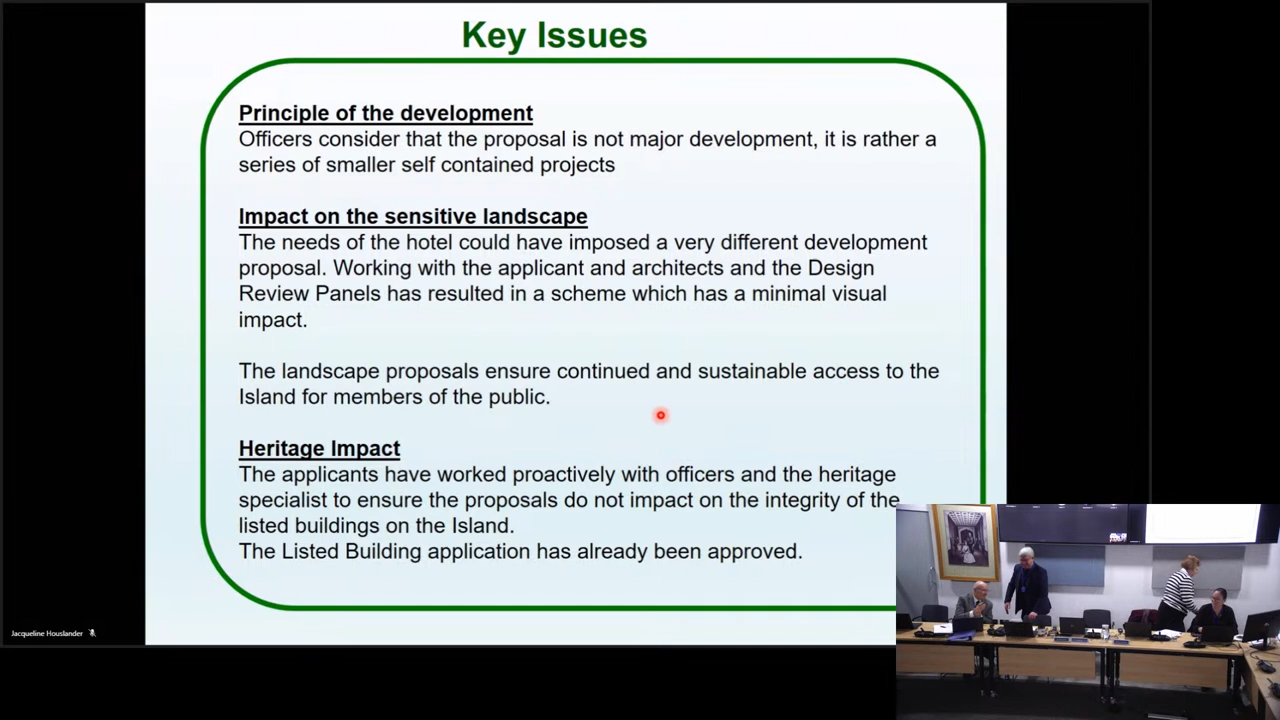 Key Issues
Principle of the development
Officers consider that the proposal is not major development, it is rather a
series of smaller self contained projects
Impact on the sensitive landscape
The needs of the hotel could have imposed a very different development
proposal. Working with the applicant and architects and the Design
Review Panels has resulted in a scheme which has a minimal visual
impact.
The landscape proposals ensure continued and sustainable access to the
Island for members of the public.
Heritage Impact
The applicants have worked proactively with officers and the heritage
specialist to ensure the proposals do not impact on the integrity of the
listed buildings on the Island.
The Listed Building application has already been approved.
Jacqueline Houslander